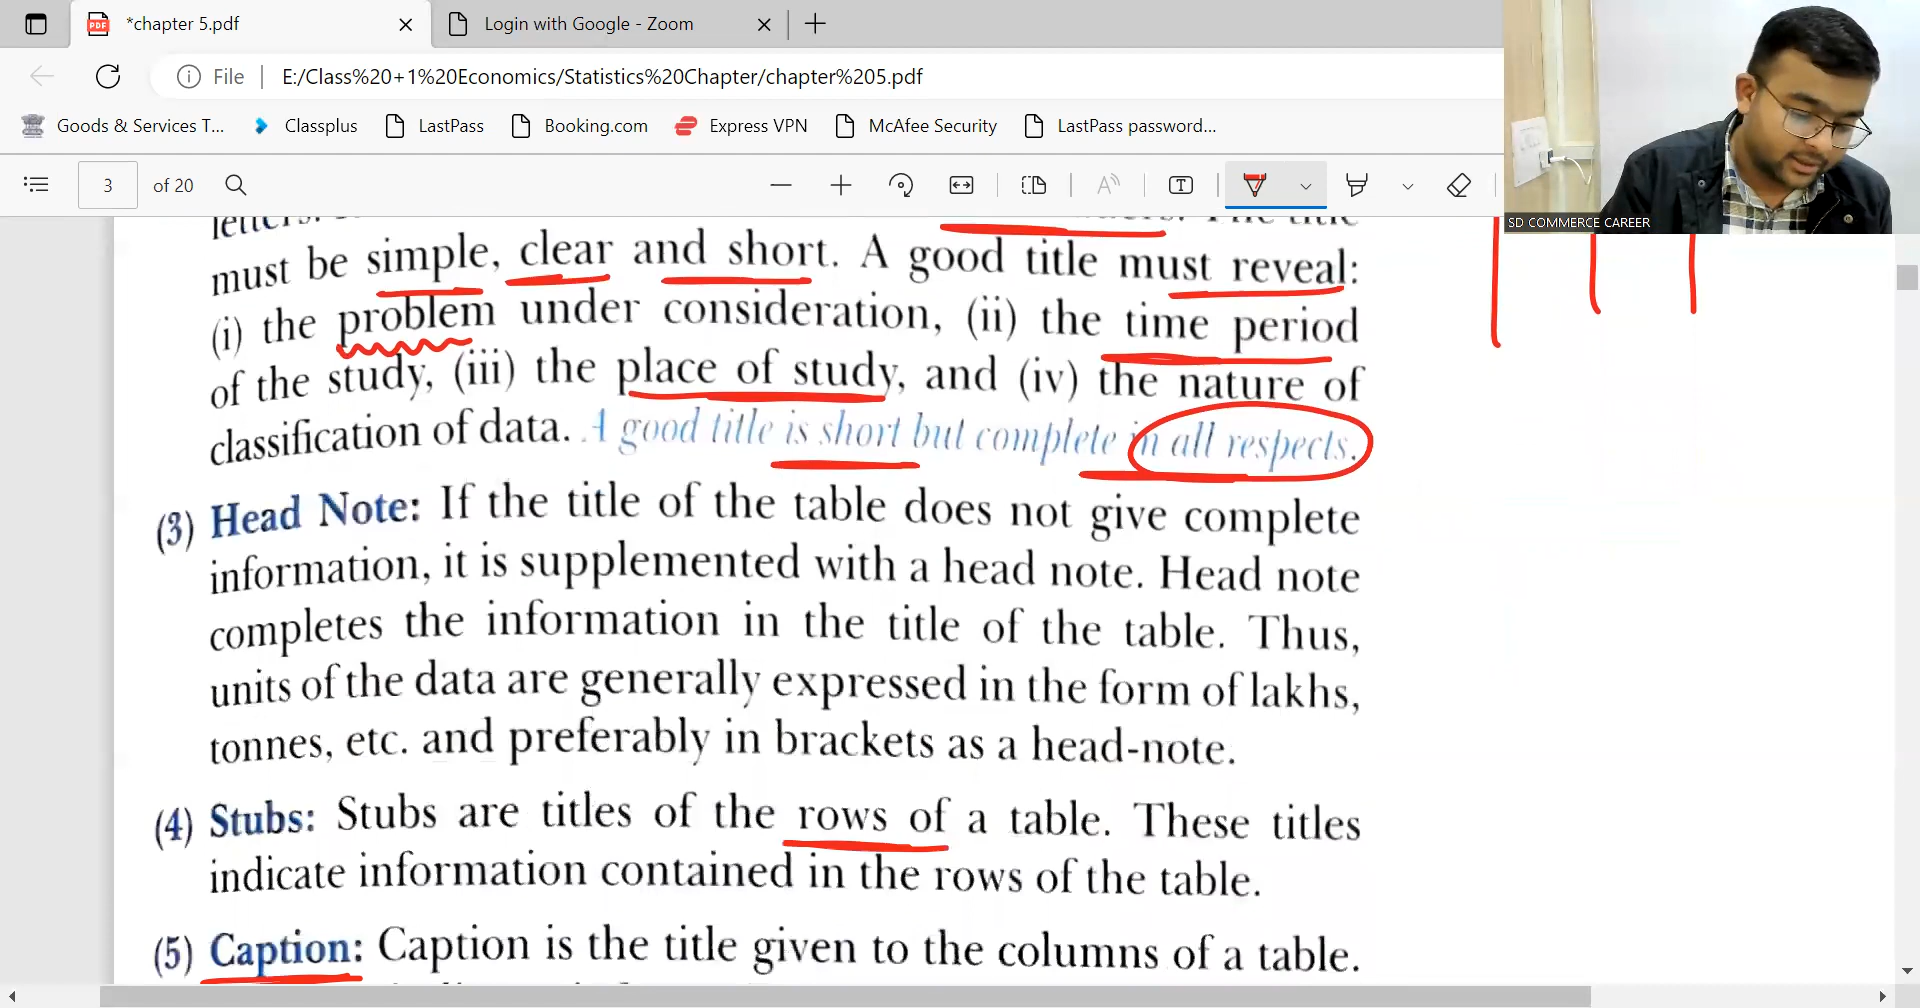 *chapter 5.pdf
Login with Google - Zoom
File
E:/Class%20+1%20Economics/Statistics%20Chapter/chapter%205.pdf
Goods & Services T...
Classplus
LastPass
Booking.com
Express VPN
McAfee Security
LastPass password...
3 of 20
SD COMMERCE CAREER
must be simple, clear and short. A good title must reveal:
(i) the problem under consideration, (ii) the time period
of the study, (iii) the place of study, and (iv) the nature of
classification of data. A good title is short but complete in all respects.
(3) Head Note: If the title of the table does not give complete
information, it is supplemented with a head note. Head note
completes the information in the title of the table. Thus,
units of the data are generally expressed in the form of lakhs,
tonnes, etc. and preferably in brackets as a head-note.
(4) Stubs: Stubs are titles of the rows of a table. These titles
indicate information contained in the rows of the table.
(5) Caption: Caption is the title given to the columns of a table.